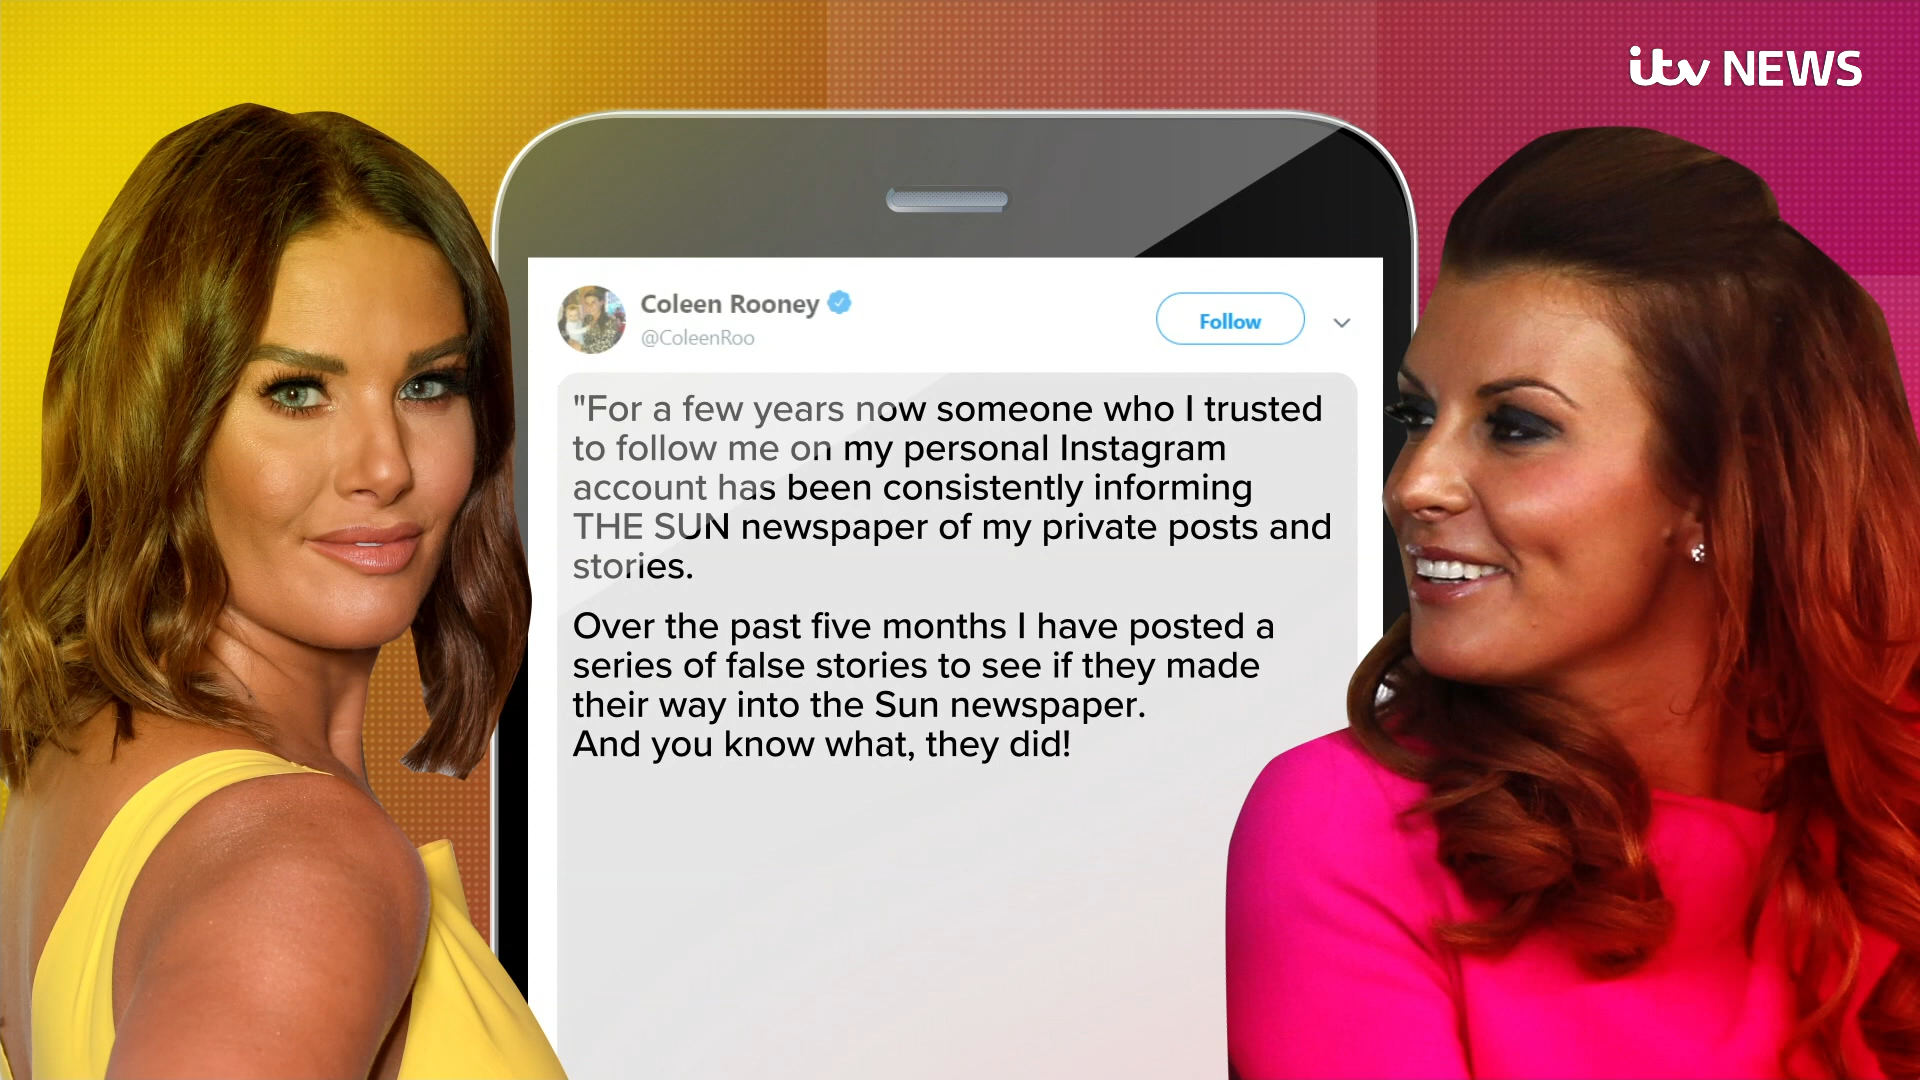 itv NEWS
Coleen Rooney
@ColeenRoo
Follow
"For a few years now someone who I trusted
to follow me on my personal Instagram
account has been consistently informing
THE SUN newspaper of my private posts and
stories.
Over the past five months I have posted a
series of false stories to see if they made
their way into the Sun newspaper.
And you know what, they did!